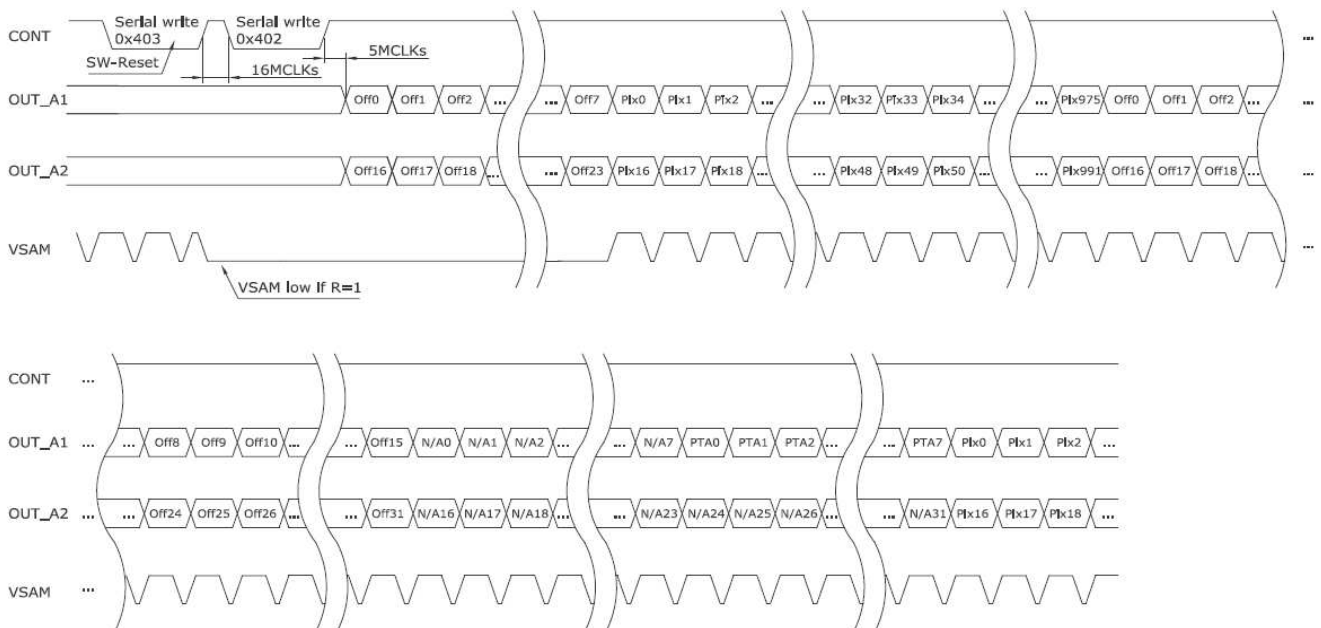 Serial write Serial write
CONT 0x403 0x402 ...
5MCLKs
SW-Reset
16MCLKs
OUT_A1 Off0 Off1 Off2 ... ... Off7 Pix0 Pix1 Pix2 ... ... Pix32 Pix33 Pix34 ... ... Pix975 Off0 Off1 Off2 ... ...
OUT_A2 Off16 Off17 Off18 ... ... Off23 Pix16 Pix17 Pix18 ... ... Pix48 Pix49 Pix50 ... ... Pix991 Off16 Off17 Off18 ... ...
VSAM ...
VSAM low if R=1
CONT ...
OUT_A1 ... ... Off8 Off9 Off10 ... ... Off15 N/A0 N/A1 N/A2 ... ... N/A7 PTA0 PTA1 PTA2 ... ... PTA7 Pix0 Pix1 Pix2 ...
OUT_A2 ... ... Off24 Off25 Off26 ... ... Off31 N/A16 N/A17 N/A18 ... ... N/A23 N/A24 N/A25 N/A26 ... ... N/A31 Pix16 Pix17 Pix18 ...
VSAM ...